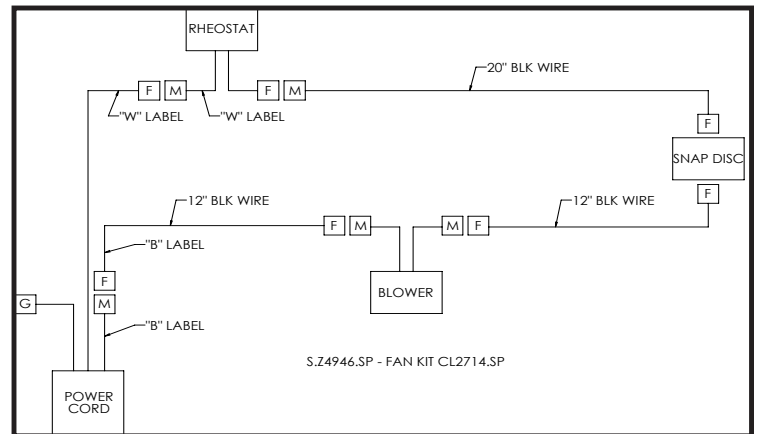 RHEOSTAT
20" BLK WIRE
F M
F M
"W" LABEL
"W" LABEL
F
SNAP DISC
F
12" BLK WIRE
12" BLK WIRE
F M
M F
"B" LABEL
F
BLOWER
G
M
"B" LABEL
S.Z4946.SP - FAN KIT CL2714.SP
POWER
CORD